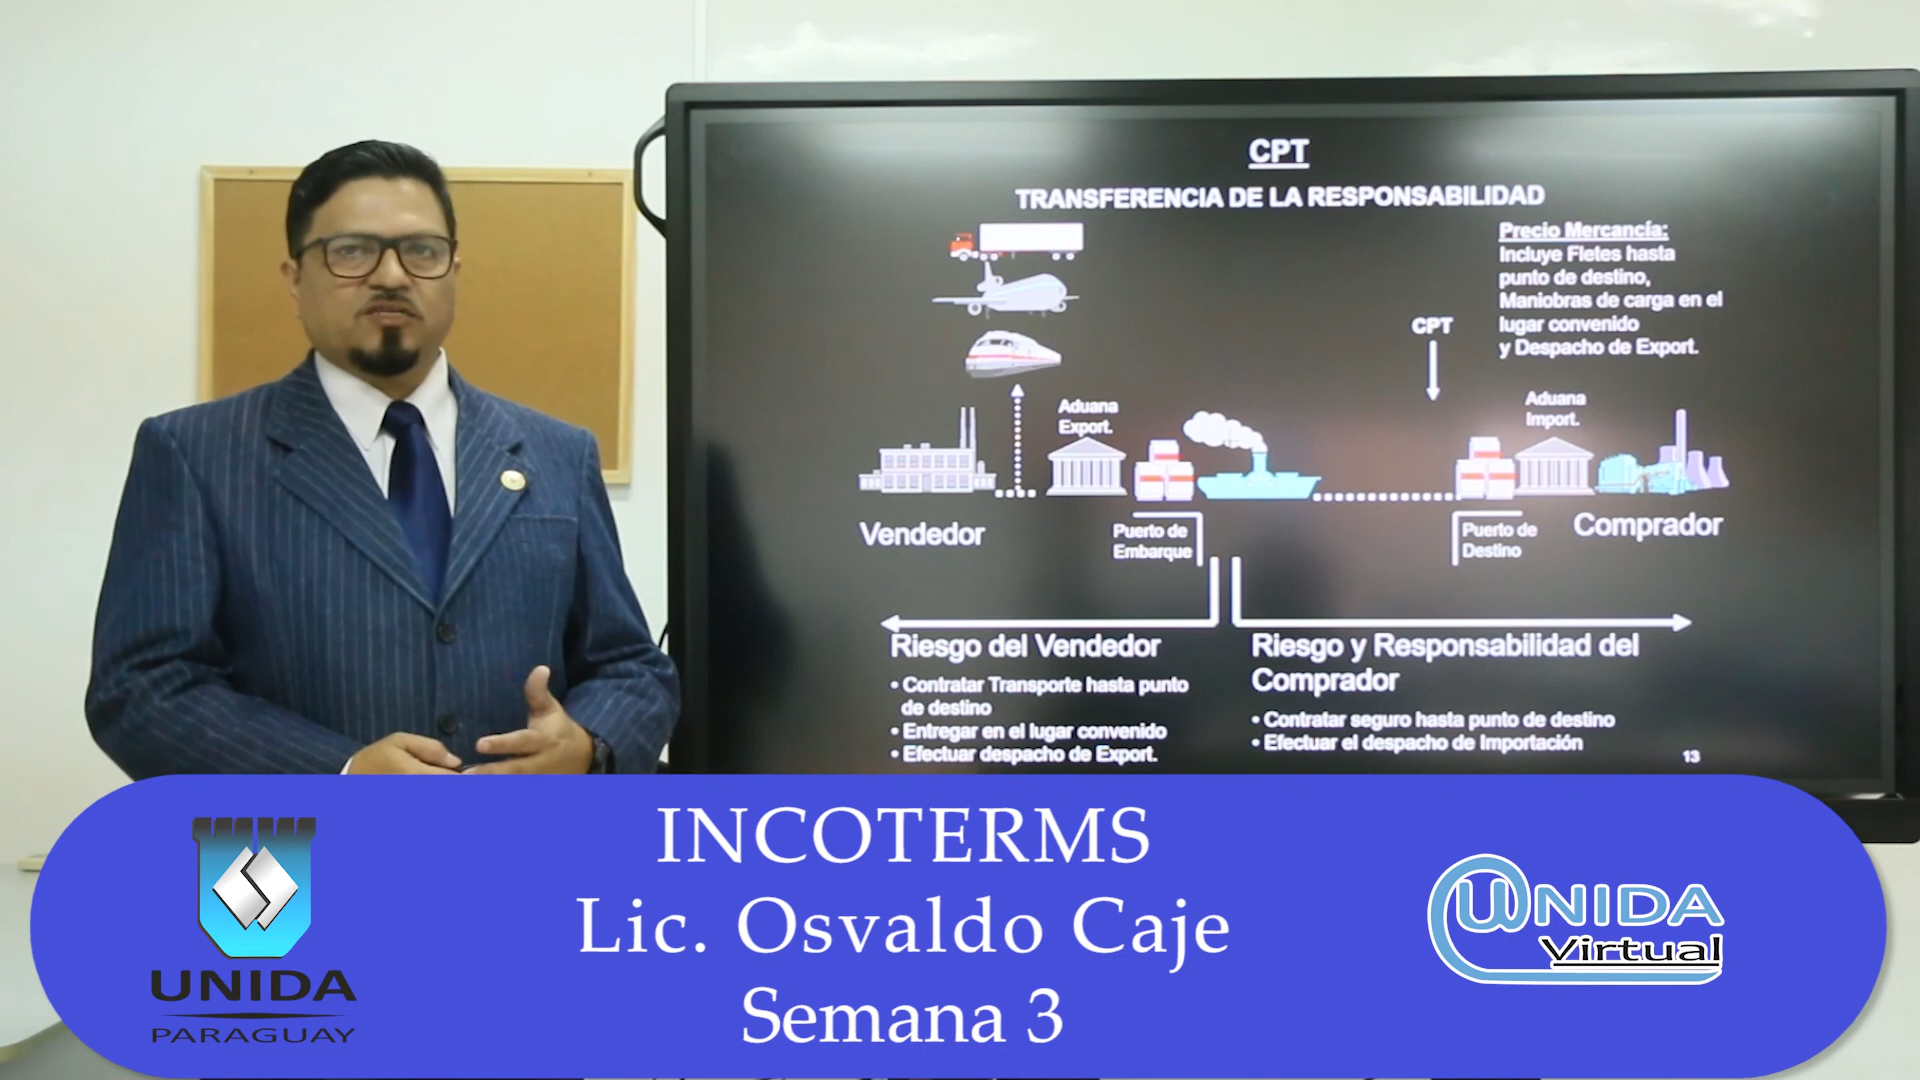 CPT
TRANSFERENCIA DE LA RESPONSABILIDAD
Precio Mercancía:
Incluye Fletes hasta
punto de destino,
Maniobras de carga en el
lugar convenido
y Despacho de Export.
CPT
Aduana
Export.
Aduana
Import.
Vendedor
Puerto de
Embarque
Puerto de
Destino
Comprador
Riesgo del Vendedor
• Contratar Transporte hasta punto
de destino
• Entregar en el lugar convenido
• Efectuar despacho de Export.
Riesgo y Responsabilidad del
Comprador
• Contratar seguro hasta punto de destino
• Efectuar el despacho de Importación
13
INCOTERMS
Lic. Osvaldo Caje
Semana 3
UNIDA
PARAGUAY
UNIDA
Virtual